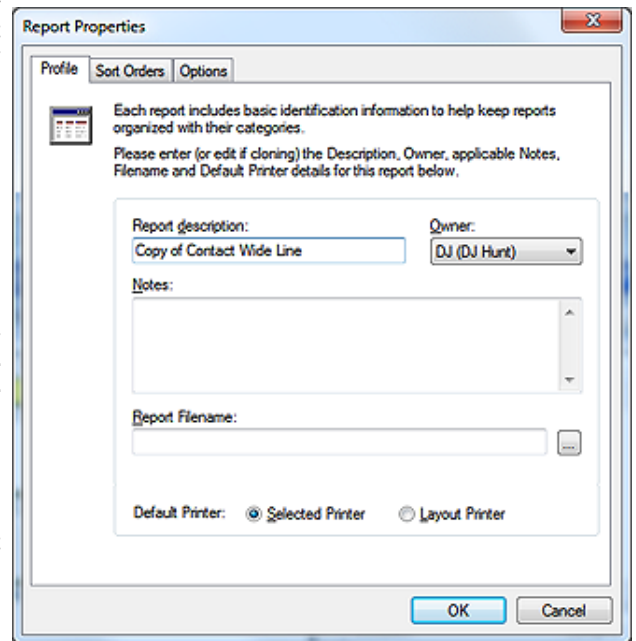 Report Properties
Profile
Sort Orders
Options
Each report includes basic identification information to help keep reports
organized with their categories.
Please enter (or edit if cloning) the Description, Owner, applicable Notes,
Filename and Default Printer details for this report below.
Report description:
Owner:
Copy of Contact Wide Line
DJ (DJ Hunt)
Notes:
Report Filename:
...
Default Printer:
Selected Printer
Layout Printer
OK
Cancel